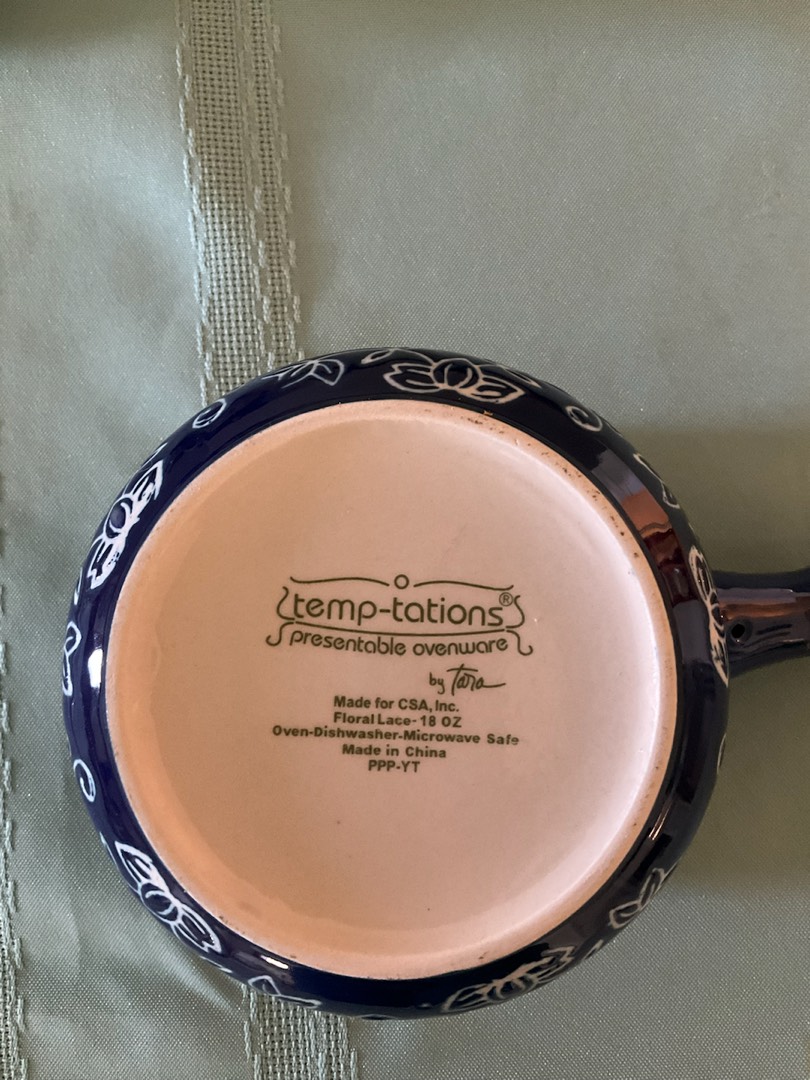 temp-tations®
presentable ovenware
by Tara
Made for CSA, Inc.
Floral Lace- 18 OZ
Oven-Dishwasher-Microwave Safe
Made in China
PPP-YT